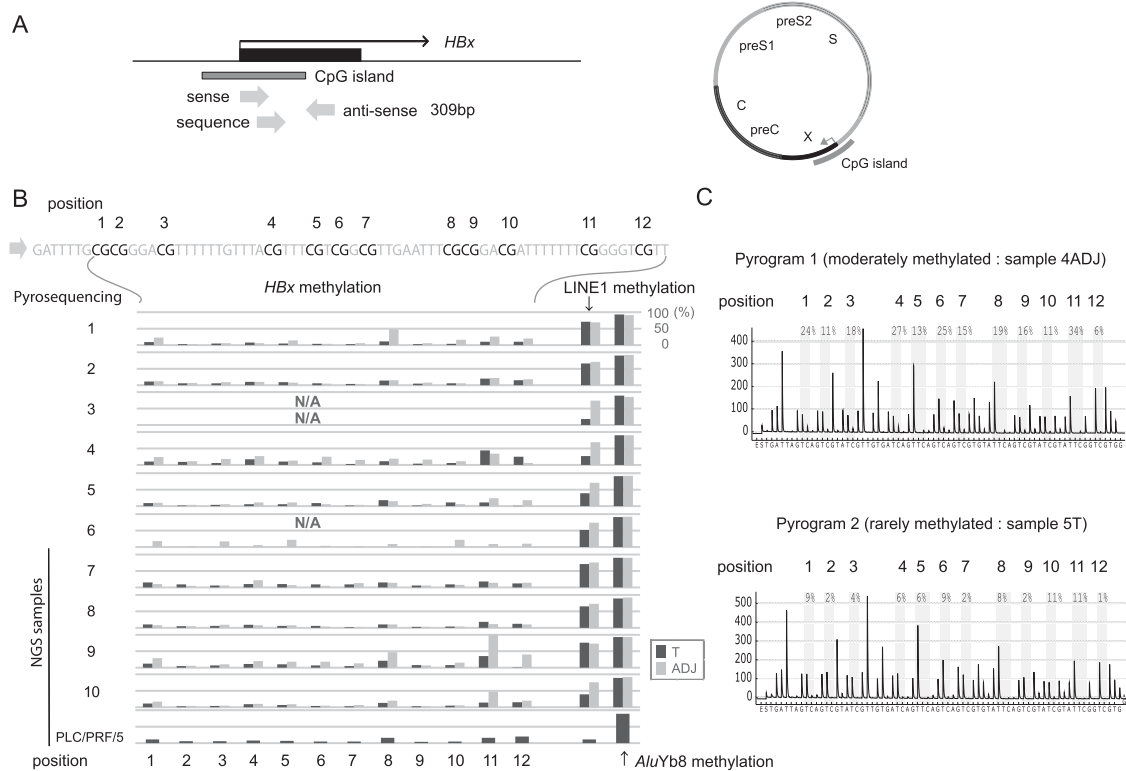 A
HBx
CpG island
sense
anti-sense 309bp
sequence
preS2
preS1
S
C
preC
X
CpG island
B
position
1 2 3 4 5 6 7 8 9 10 11 12
GATTTTGCGCGGGACGTTTTTTGTTTACGTTTCGTCGGCGTTGAATTTCGCGGACGATTTTTTTCGGGGTCGTT
Pyrosequencing
HBx methylation
LINE1 methylation
100 (%)
50
0
1
2
3
N/A
N/A
4
5
6
N/A
7
8
9
10
PLC/PRF/5
NGS samples
T
ADJ
position 1 2 3 4 5 6 7 8 9 10 11 12
↑ AluYb8 methylation
C
Pyrogram 1 (moderately methylated : sample 4ADJ)
position 1 2 3 4 5 6 7 8 9 10 11 12
24% 11% 18% 27% 13% 25% 15% 19% 16% 11% 34% 6%
400
300
200
100
0
ESTGATTAGTCAGTCGTATCGTTGTGATCAGTTCAGTCAGTCGTGTATTCAGTCGTATCGTATCGTATTCGGTCGTGG
Pyrogram 2 (rarely methylated : sample 5T)
position 1 2 3 4 5 6 7 8 9 10 11 12
9% 2% 4% 6% 6% 9% 2% 8% 2% 11% 11% 1%
500
400
300
200
100
0
ESTGATTAGTCAGTCGTATCGTTGTGATCAGTTCAGTCAGTCGTGTATTCAGTCGTATCGTATCGTATTCGGTCGTG